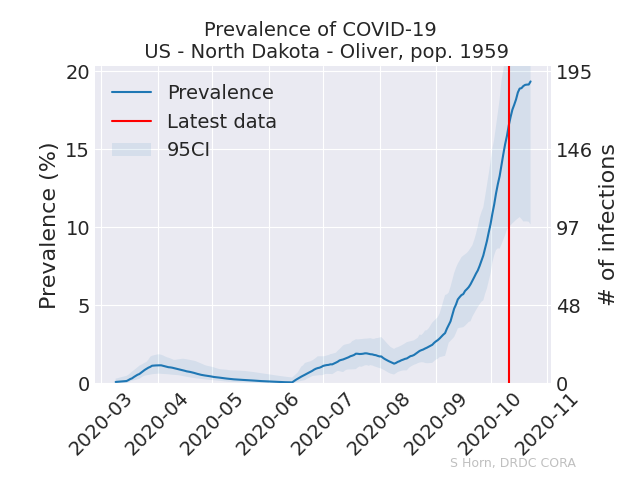 Prevalence of COVID-19
US - North Dakota - Oliver, pop. 1959
Prevalence
Latest data
95CI
Prevalence (%)
20
15
10
5
0
195
146
97
48
0
# of infections
2020-03
2020-04
2020-05
2020-06
2020-07
2020-08
2020-09
2020-10
2020-11
S Horn, DRDC CORA